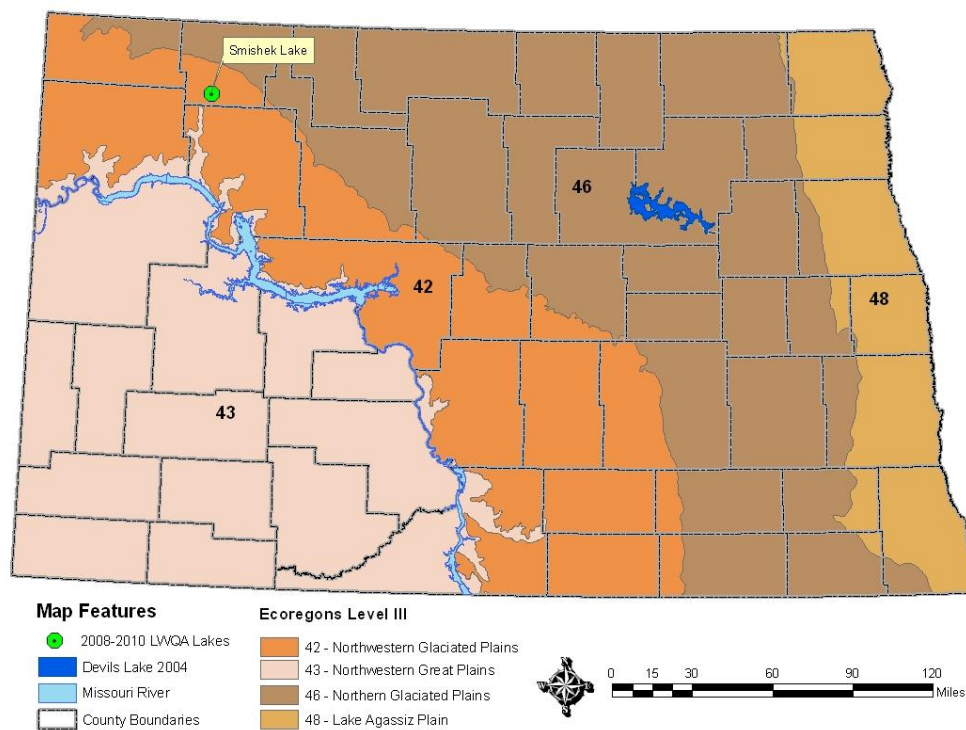 Smishek Lake
46
42
48
43
Map Features
2008-2010 LWQA Lakes
Devils Lake 2004
Missouri River
County Boundaries
Ecoregons Level III
42 - Northwestern Glaciated Plains
43 - Northwestern Great Plains
46 - Northern Glaciated Plains
48 - Lake Agassiz Plain
N
W
E
S
0 15 30 60 90 120
Miles